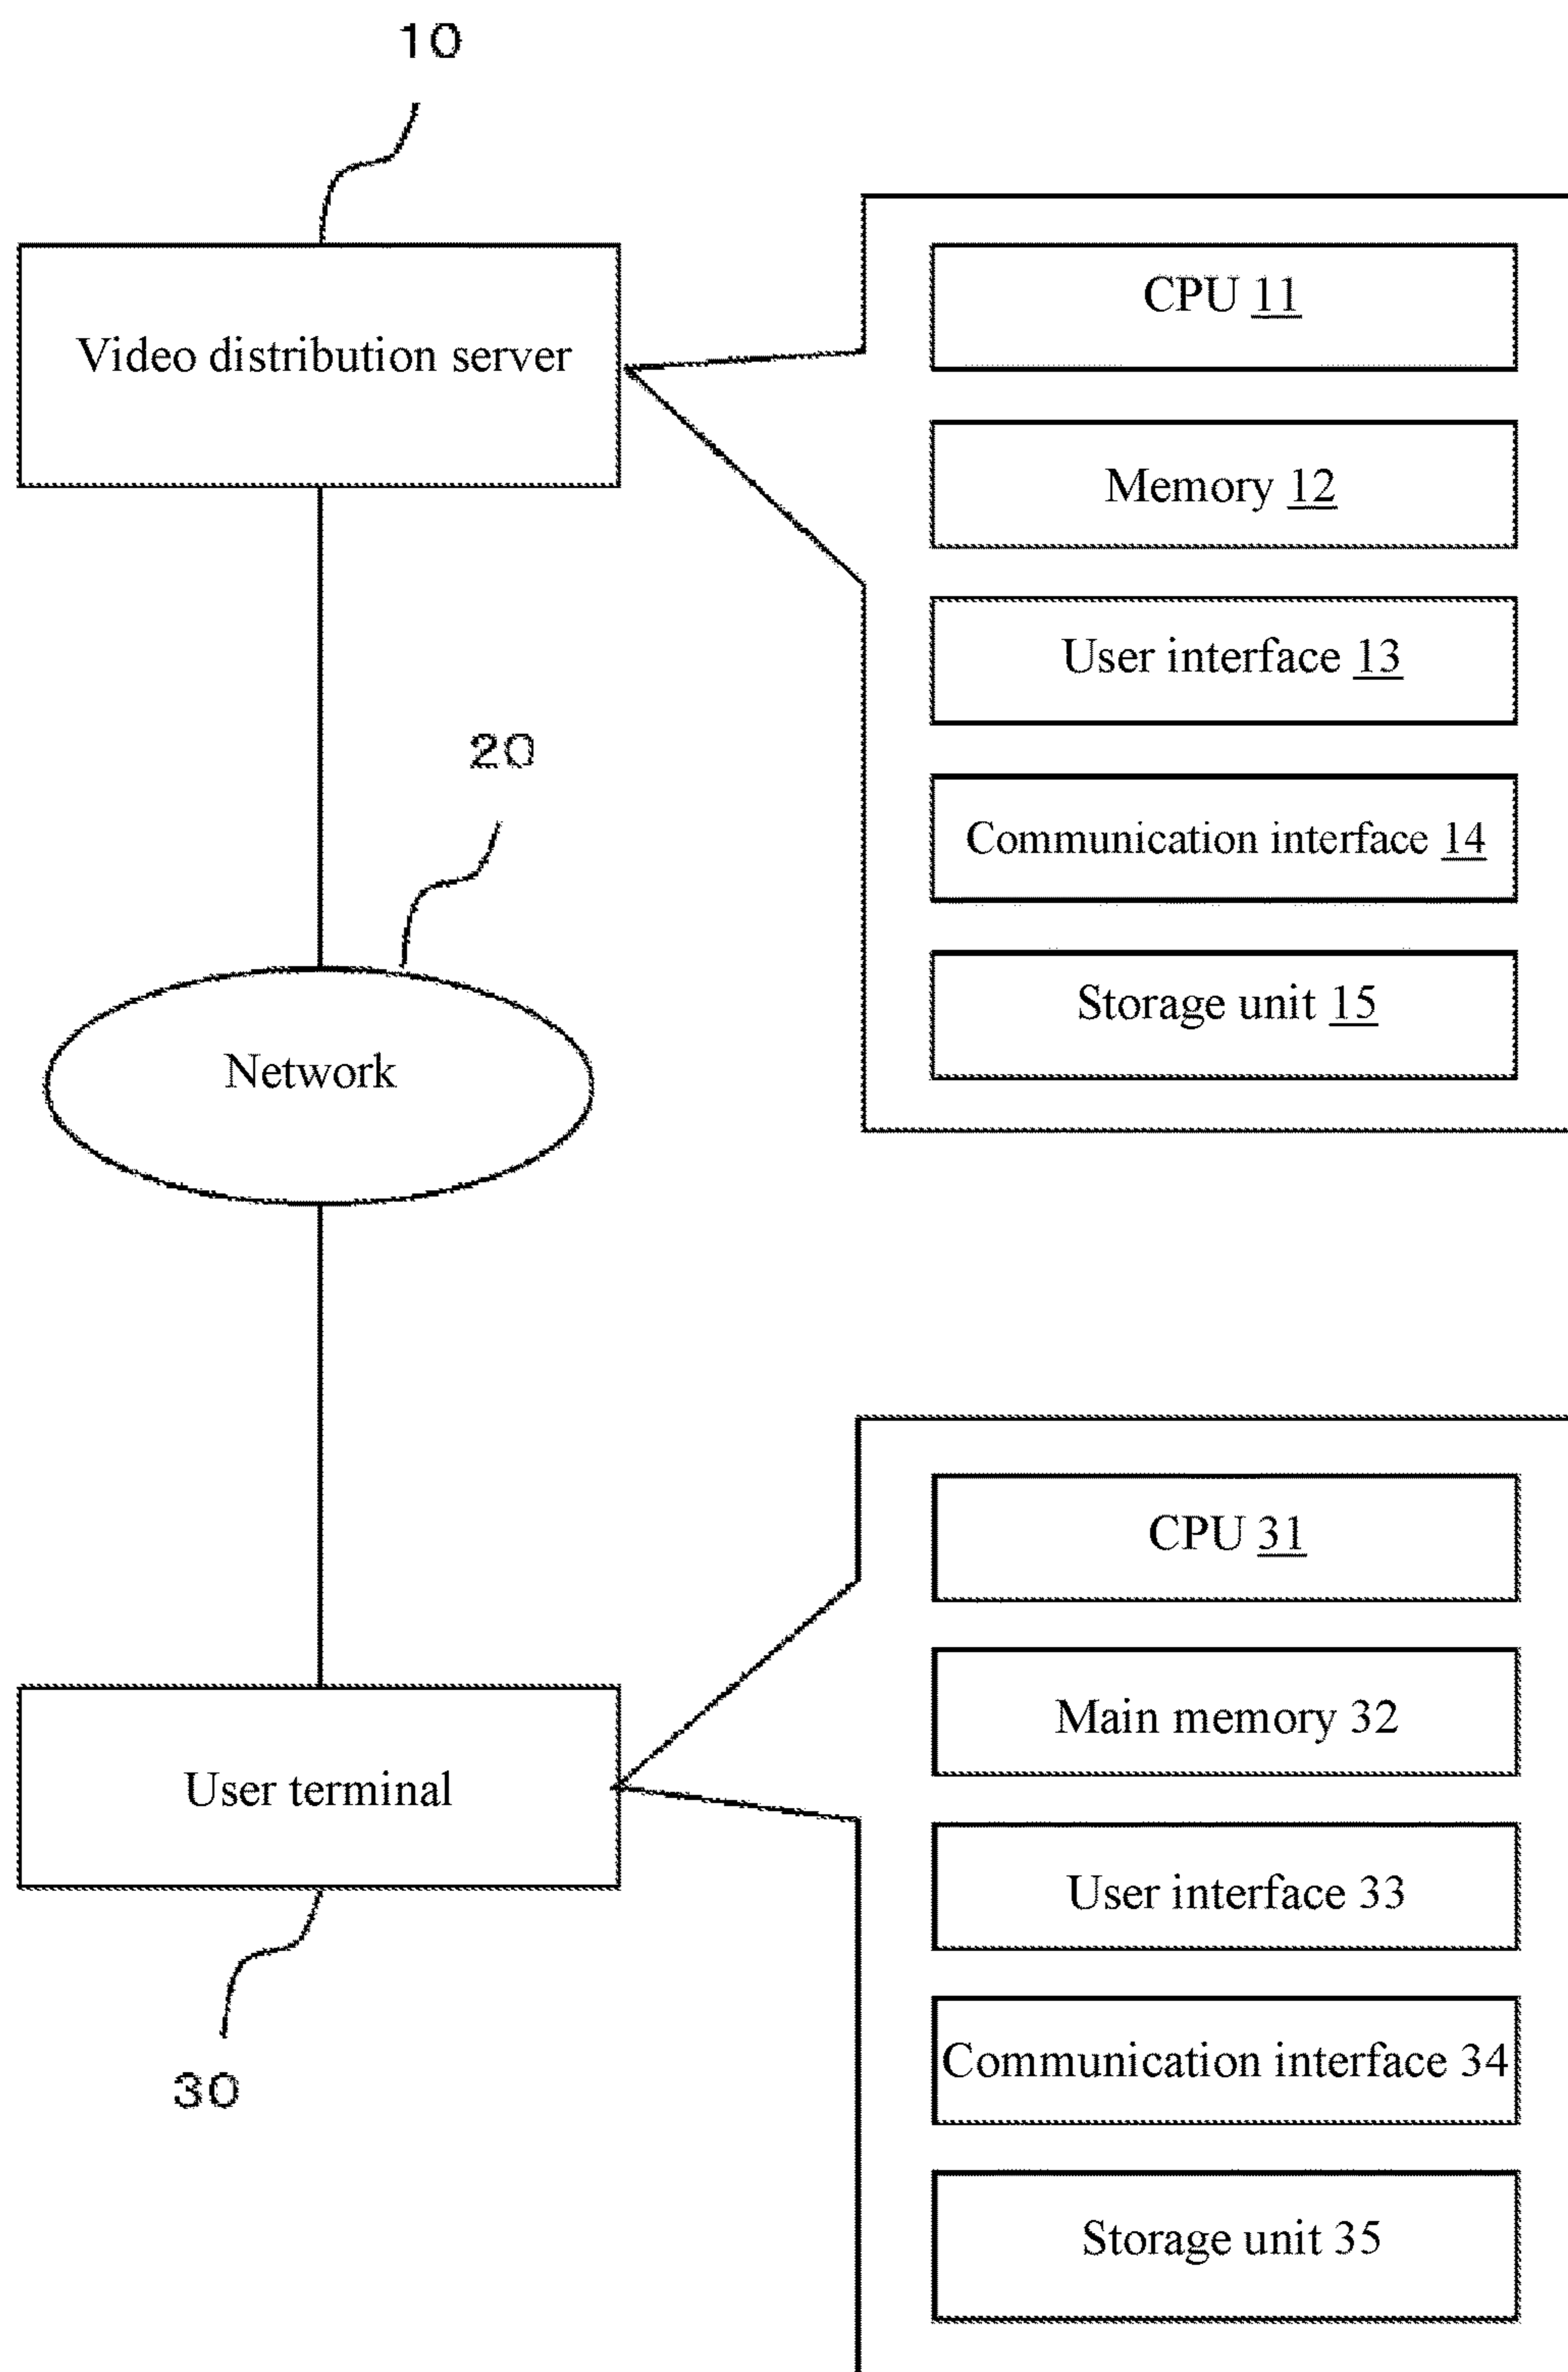 10
Video distribution server
CPU 11
Memory 12
User interface 13
Communication interface 14
Storage unit 15
20
Network
CPU 31
Main memory 32
User terminal
User interface 33
Communication interface 34
30
Storage unit 35